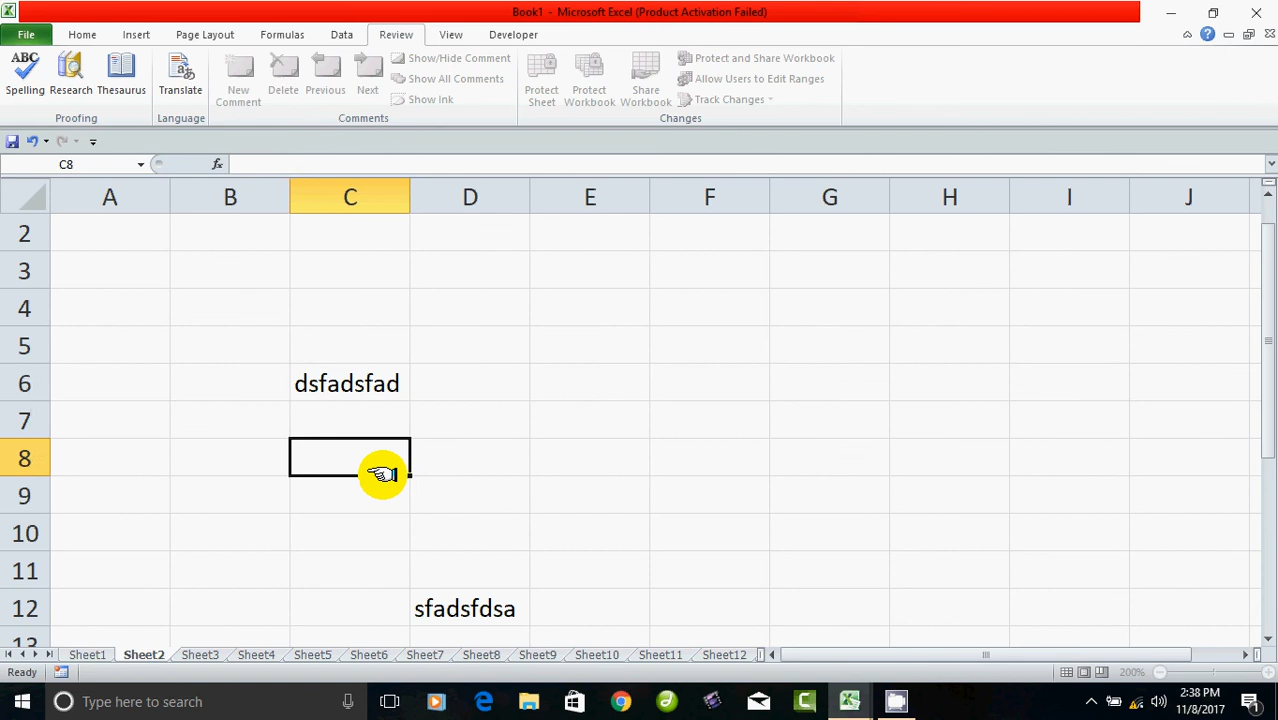 Book1 - Microsoft Excel (Product Activation Failed)
File Home Insert Page Layout Formulas Data Review View Developer
ABC
Spelling Research Thesaurus Translate New Comment Delete Previous Next Show/Hide Comment Show All Comments Show Ink Protect Sheet Protect Workbook Share Workbook Protect and Share Workbook Allow Users to Edit Ranges Track Changes
Proofing Language Comments Changes
C8 fx
A B C D E F G H I J
2
3
4
5
6 dsfadsfad
7
8
9
10
11
12 sfadsfdsa
13
Sheet1 Sheet2 Sheet3 Sheet4 Sheet5 Sheet6 Sheet7 Sheet8 Sheet9 Sheet10 Sheet11 Sheet12
Ready 200%
Type here to search
2:38 PM
11/8/2017